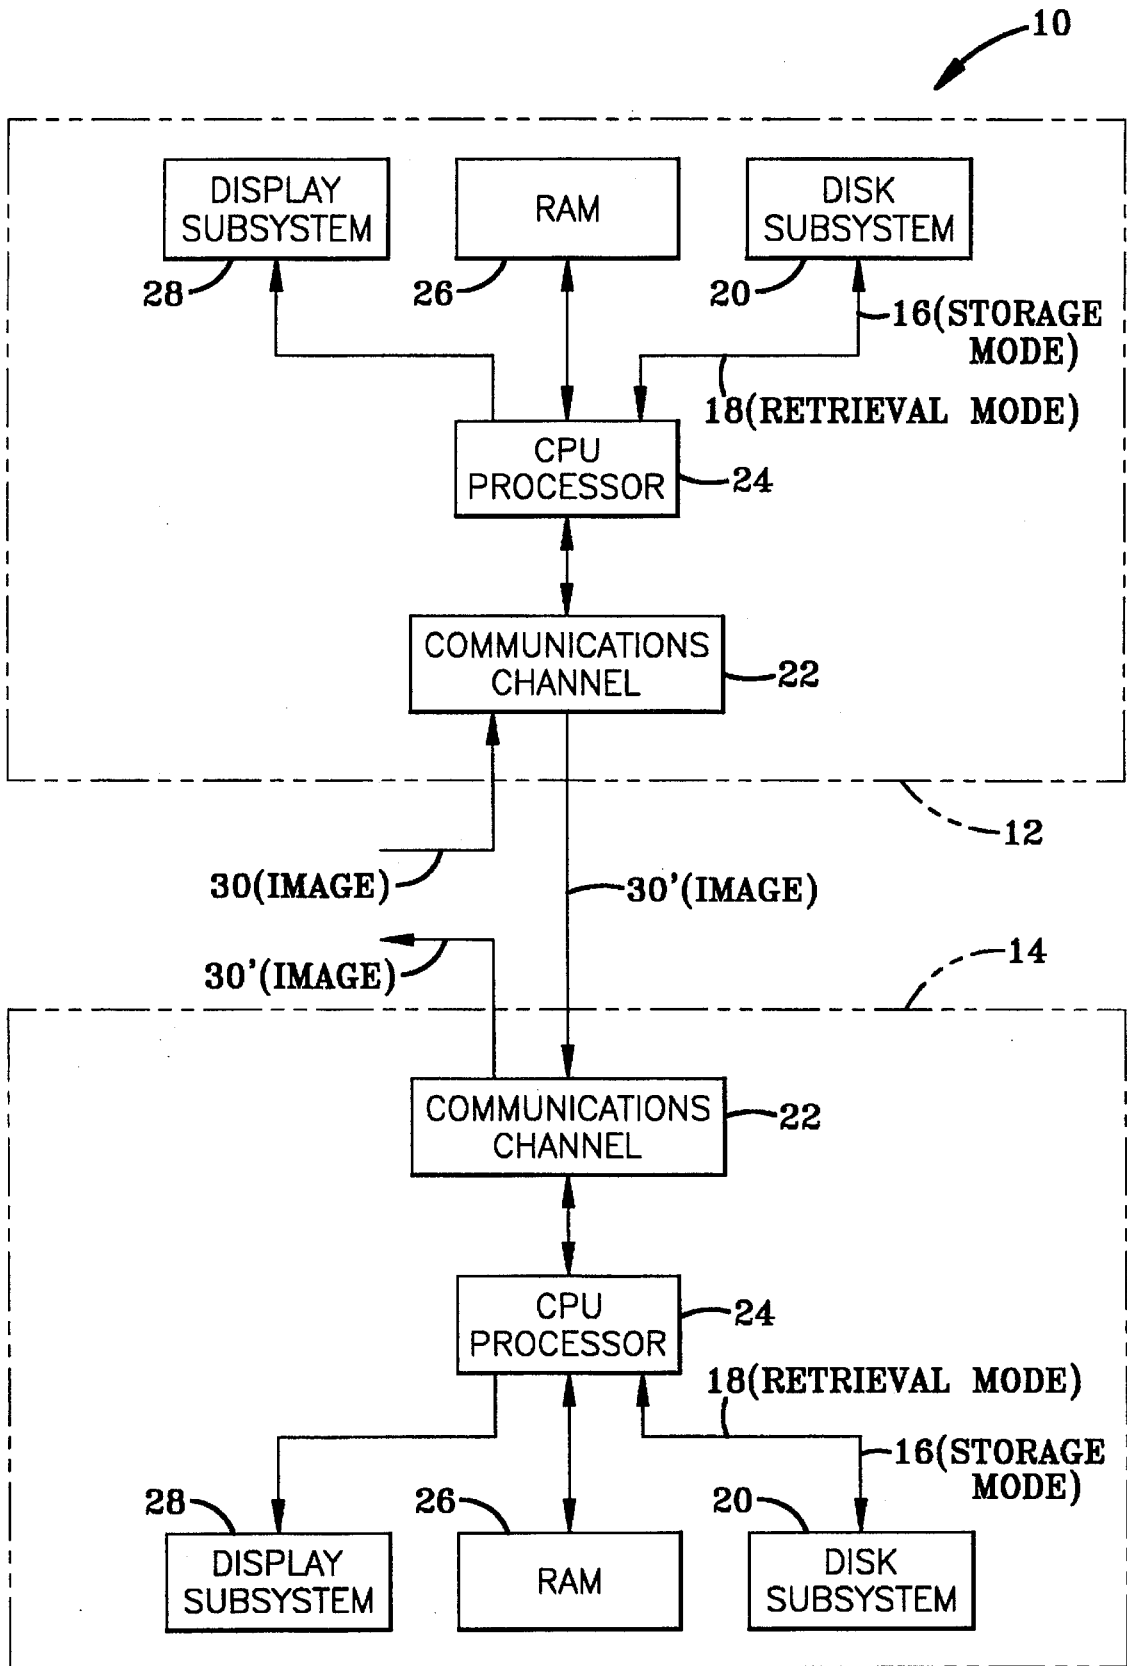 10
DISPLAY
SUBSYSTEM
RAM
DISK
SUBSYSTEM
28
26
20
16(STORAGE
MODE)
18(RETRIEVAL MODE)
CPU
PROCESSOR
24
COMMUNICATIONS
CHANNEL
22
12
30(IMAGE)
30'(IMAGE)
30'(IMAGE)
14
COMMUNICATIONS
CHANNEL
22
CPU
PROCESSOR
24
18(RETRIEVAL MODE)
16(STORAGE
MODE)
28
26
20
DISPLAY
SUBSYSTEM
RAM
DISK
SUBSYSTEM